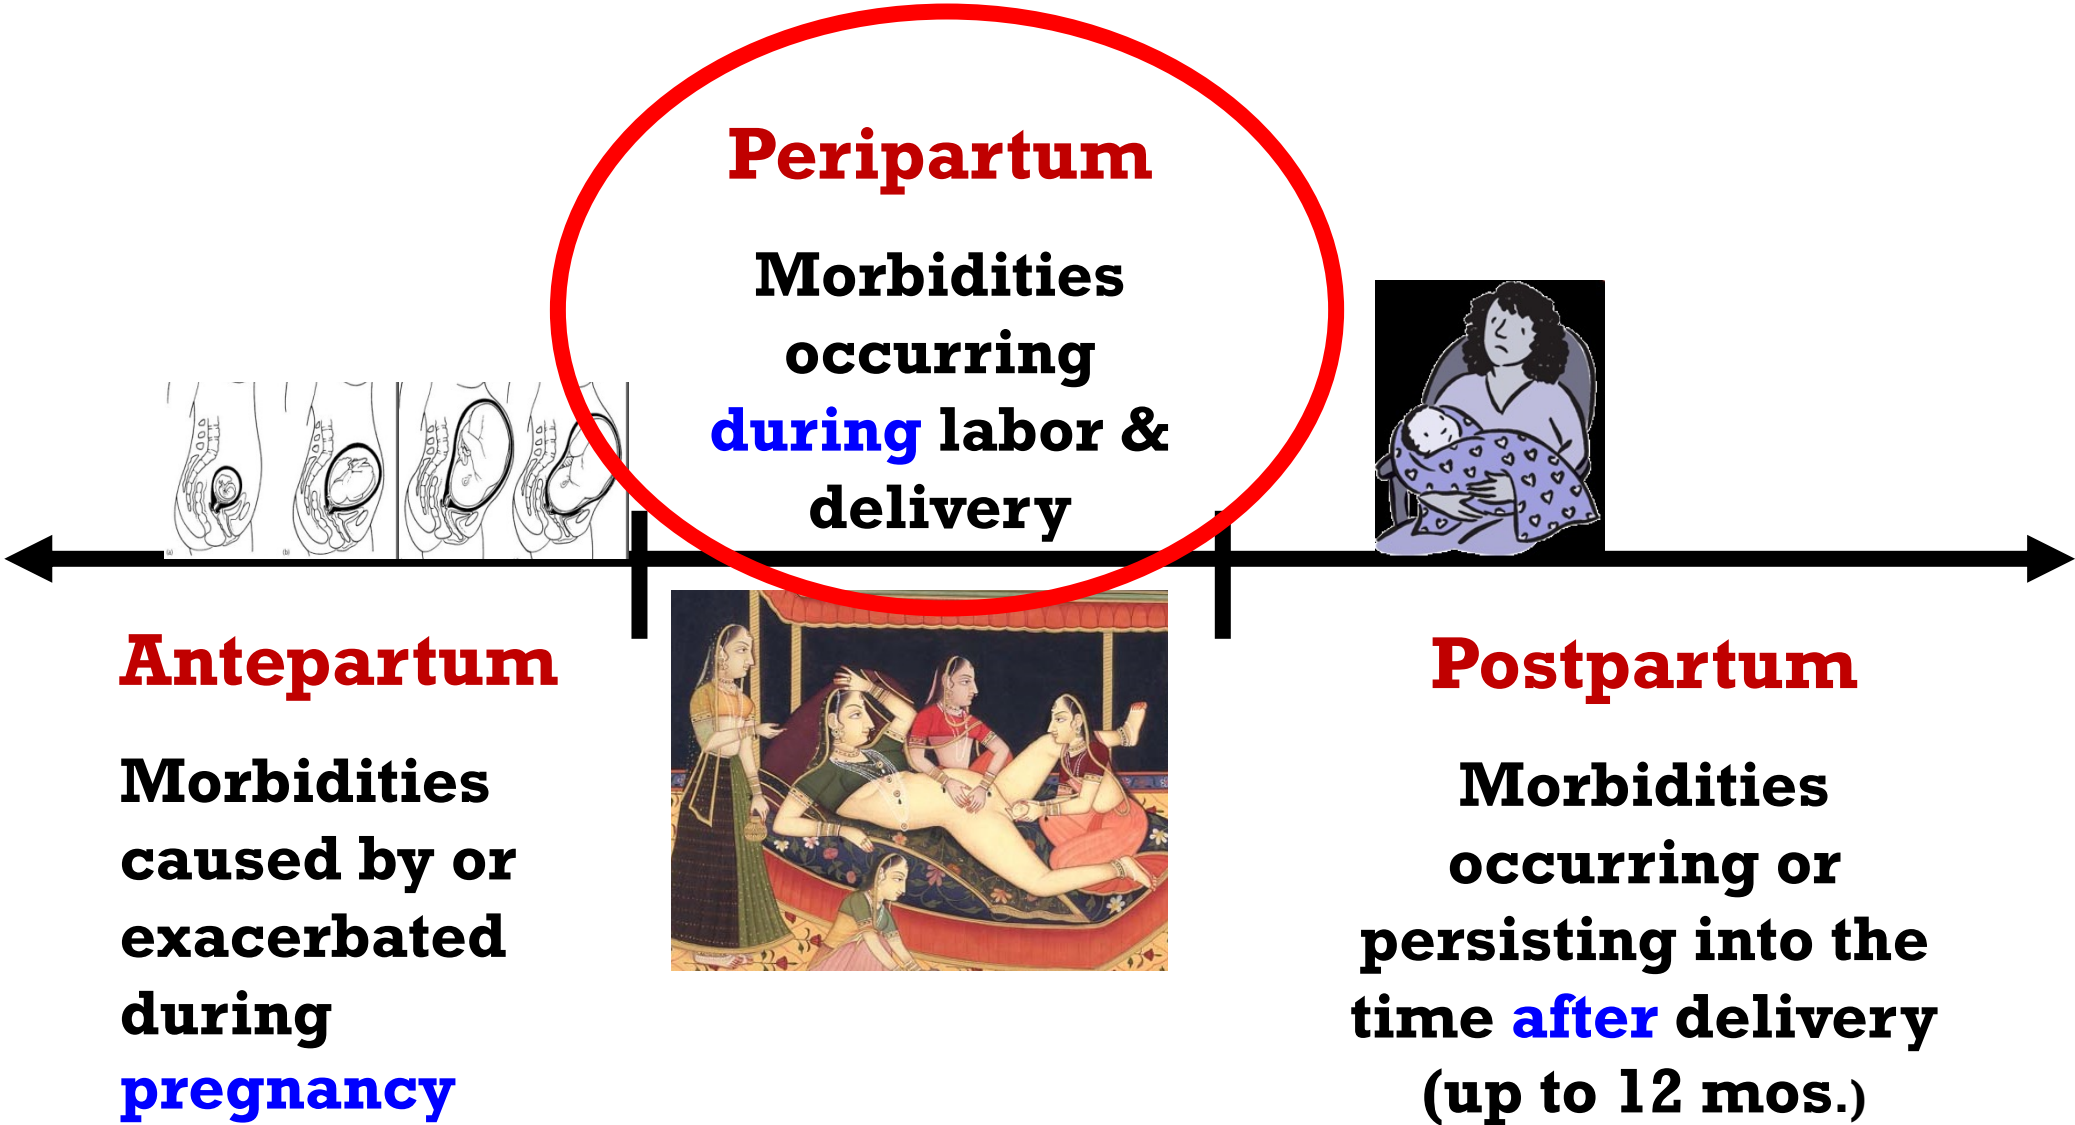 Peripartum
Morbidities
occurring
during labor &
delivery
Antepartum
Morbidities
caused by or
exacerbated
during
pregnancy
Postpartum
Morbidities
occurring or
persisting into the
time after delivery
(up to 12 mos.)